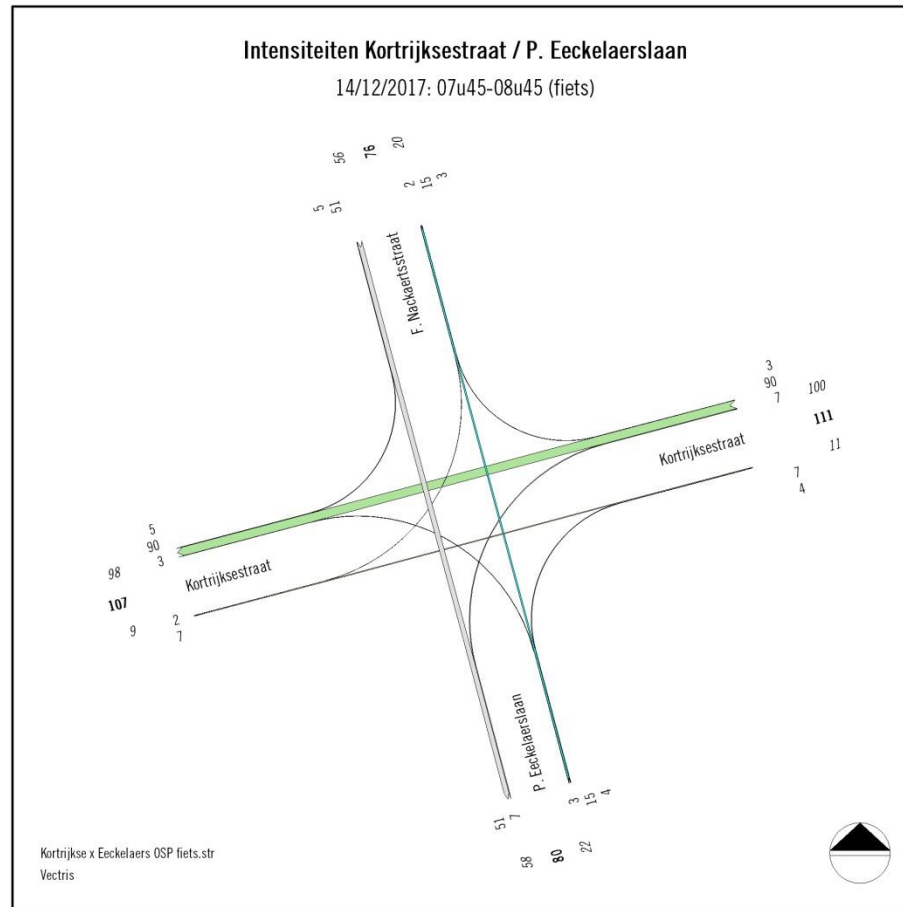 Intensiteiten Kortrijksestraat / P. Eeckelaerslaan
14/12/2017: 07u45-08u45 (fiets)
56 76 20
5 51
2 15 3
F. Nackaertsstraat
3
90
7
100
111
11
7
4
Kortrijksestraat
5
90
3
98
107
9
2
7
Kortrijksestraat
P. Eeckelaerslaan
51 7
3 15 4
58 80 22
Kortrijkse x Eeckelaers OSP fiets.str
Vectris